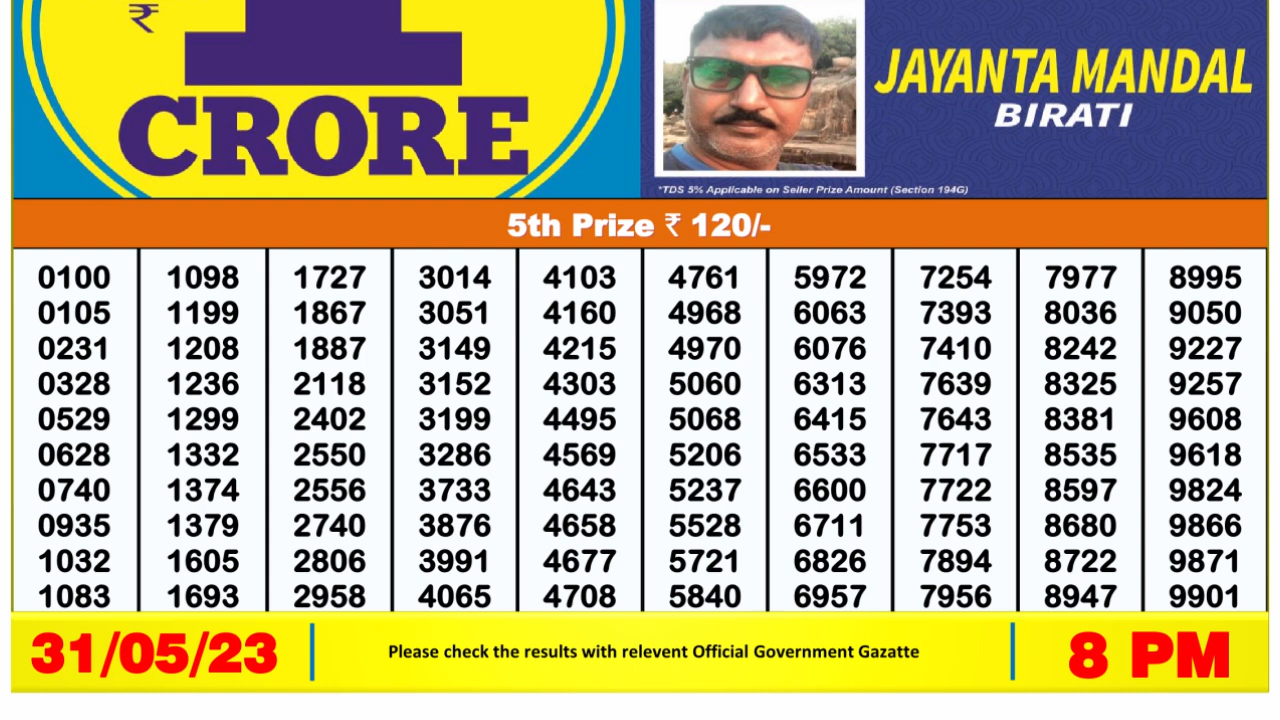 ₹
1
CRORE
JAYANTA MANDAL
BIRATI
*TDS 5% Applicable on Seller Prize Amount (Section 194G)
5th Prize ₹ 120/-
0100 1098 1727 3014 4103 4761 5972 7254 7977 8995
0105 1199 1867 3051 4160 4968 6063 7393 8036 9050
0231 1208 1887 3149 4215 4970 6076 7410 8242 9227
0328 1236 2118 3152 4303 5060 6313 7639 8325 9257
0529 1299 2402 3199 4495 5068 6415 7643 8381 9608
0628 1332 2550 3286 4569 5206 6533 7717 8535 9618
0740 1374 2556 3733 4643 5237 6600 7722 8597 9824
0935 1379 2740 3876 4658 5528 6711 7753 8680 9866
1032 1605 2806 3991 4677 5721 6826 7894 8722 9871
1083 1693 2958 4065 4708 5840 6957 7956 8947 9901
31/05/23 Please check the results with relevent Official Government Gazatte 8 PM